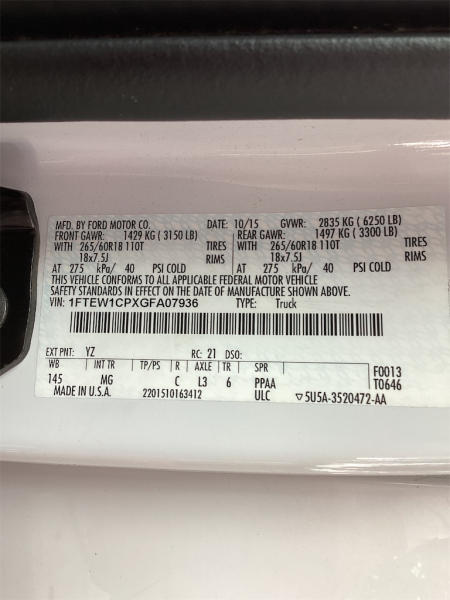 MFD. BY FORD MOTOR CO. DATE: 10/15 GVWR: 2835 KG (6250 LB)
FRONT GAWR: 1429 KG (3150 LB) REAR GAWR: 1497 KG (3300 LB)
WITH 265/60R18 110T TIRES WITH 265/60R18 110T TIRES
18x7.5J RIMS 18x7.5J RIMS
AT 275 kPa/ 40 PSI COLD AT 275 kPa/ 40 PSI COLD
THIS VEHICLE CONFORMS TO ALL APPLICABLE FEDERAL MOTOR VEHICLE
SAFETY STANDARDS IN EFFECT ON THE DATE OF MANUFACTURE SHOWN ABOVE.
VIN: 1FTEW1CPXGFA07936 TYPE: Truck
EXT PNT: YZ RC: 21 DSO:
WB INT TR TP/PS R AXLE TR SPR F0013
145 MG C L3 6 PPAA T0646
MADE IN U.S.A. 2201510163412 ULC ▽5U5A-3520472-AA